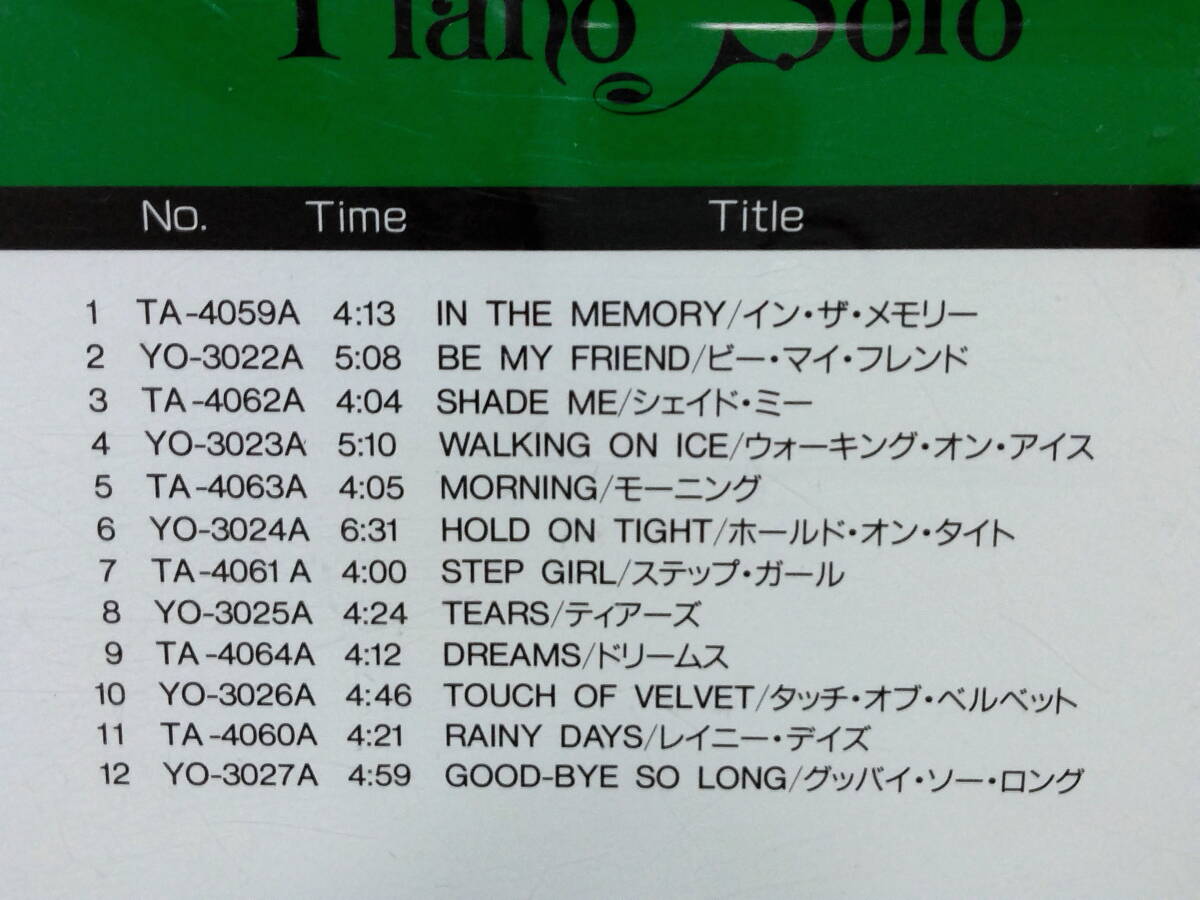 Piano Solo
No. Time Title
1 TA-4059A 4:13 IN THE MEMORY/イン・ザ・メモリー
2 YO-3022A 5:08 BE MY FRIEND/ビー・マイ・フレンド
3 TA-4062A 4:04 SHADE ME/シェイド・ミー
4 YO-3023A 5:10 WALKING ON ICE/ウォーキング・オン・アイス
5 TA-4063A 4:05 MORNING/モーニング
6 YO-3024A 6:31 HOLD ON TIGHT/ホールド・オン・タイト
7 TA-4061A 4:00 STEP GIRL/ステップ・ガール
8 YO-3025A 4:24 TEARS/ティアーズ
9 TA-4064A 4:12 DREAMS/ドリームス
10 YO-3026A 4:46 TOUCH OF VELVET/タッチ・オブ・ベルベット
11 TA-4060A 4:21 RAINY DAYS/レイニー・デイズ
12 YO-3027A 4:59 GOOD-BYE SO LONG/グッバイ・ソー・ロング